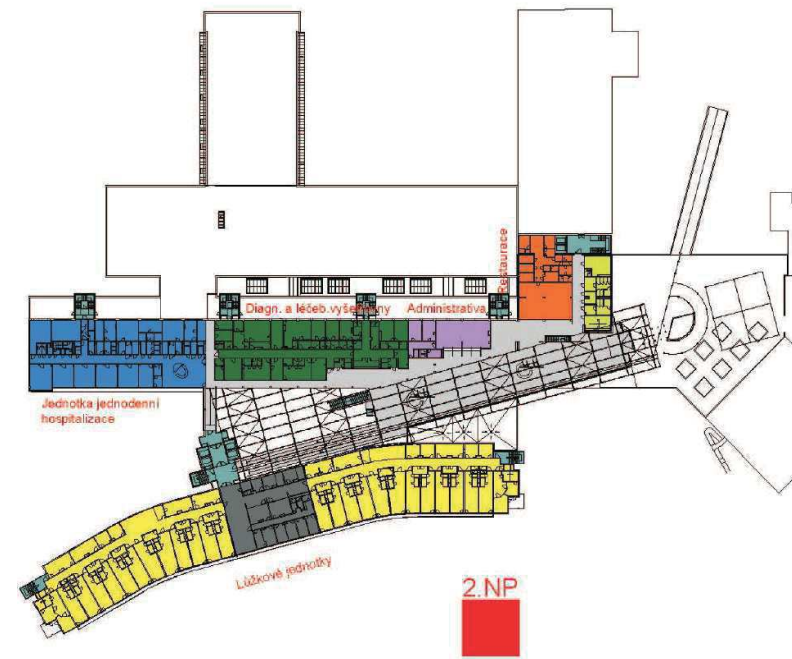 Restaurace
Diagn. a léčeb.vyšetřovny
Administrativa
Jednotka jednodenní
hospitalizace
Lůžkové jednotky
2.NP